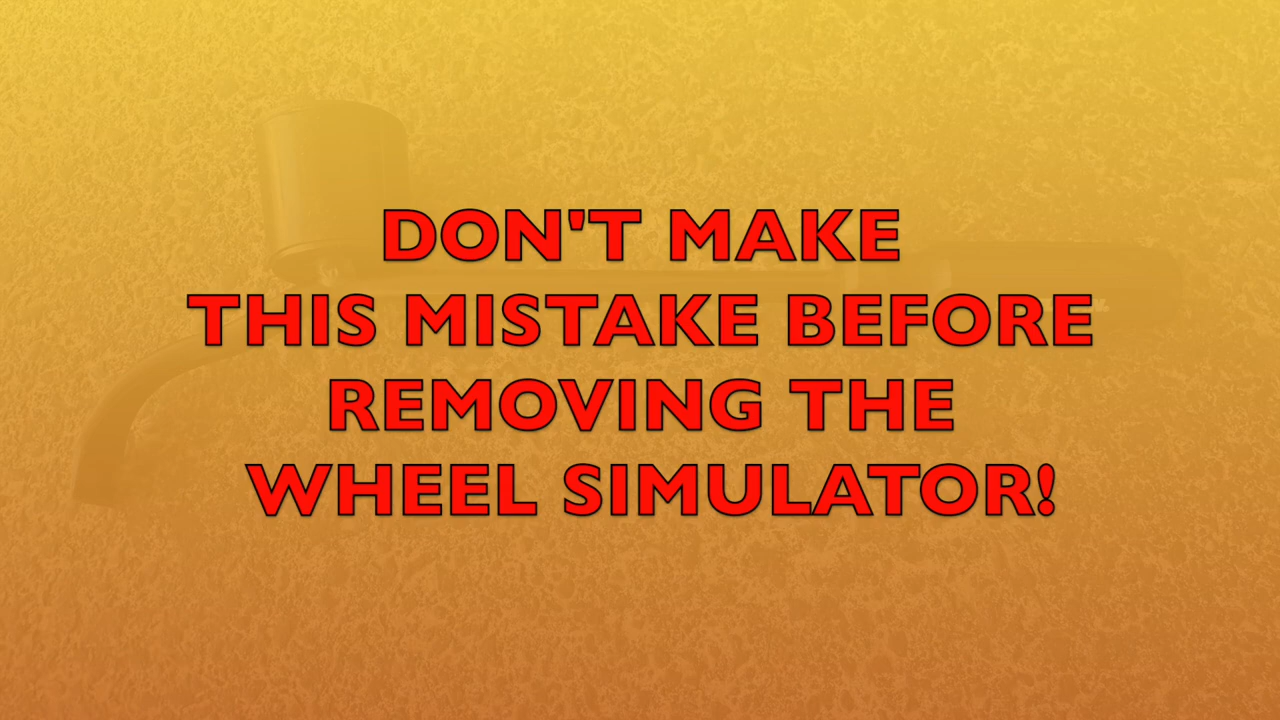 DON'T MAKE
THIS MISTAKE BEFORE
REMOVING THE
WHEEL SIMULATOR!